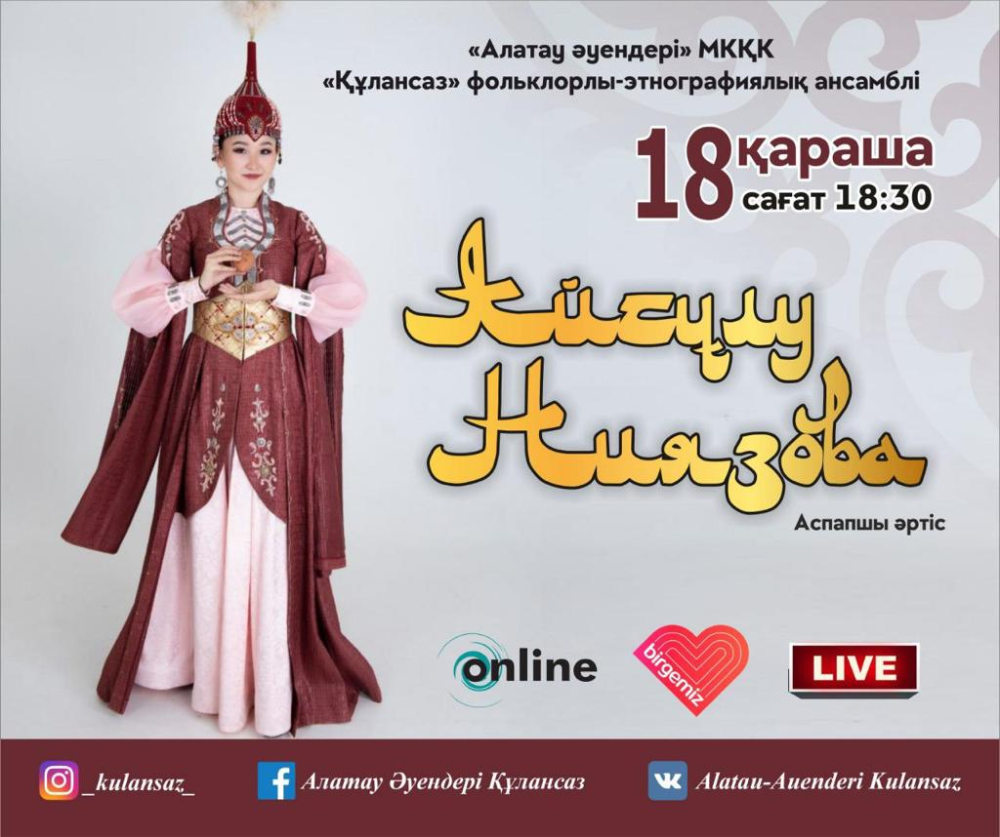 «Алатау әуендері» МКҚК
«Құлансаз» фольклорлы-этнографиялық ансамблі
18 қараша
сағат 18:30
Айсұлу
Ниязова
Аспапшы әртіс
online
birgemiz
LIVE
_kulansaz_
Алатау Әуендері Құлансаз
Alatau-Auenderi Kulansaz